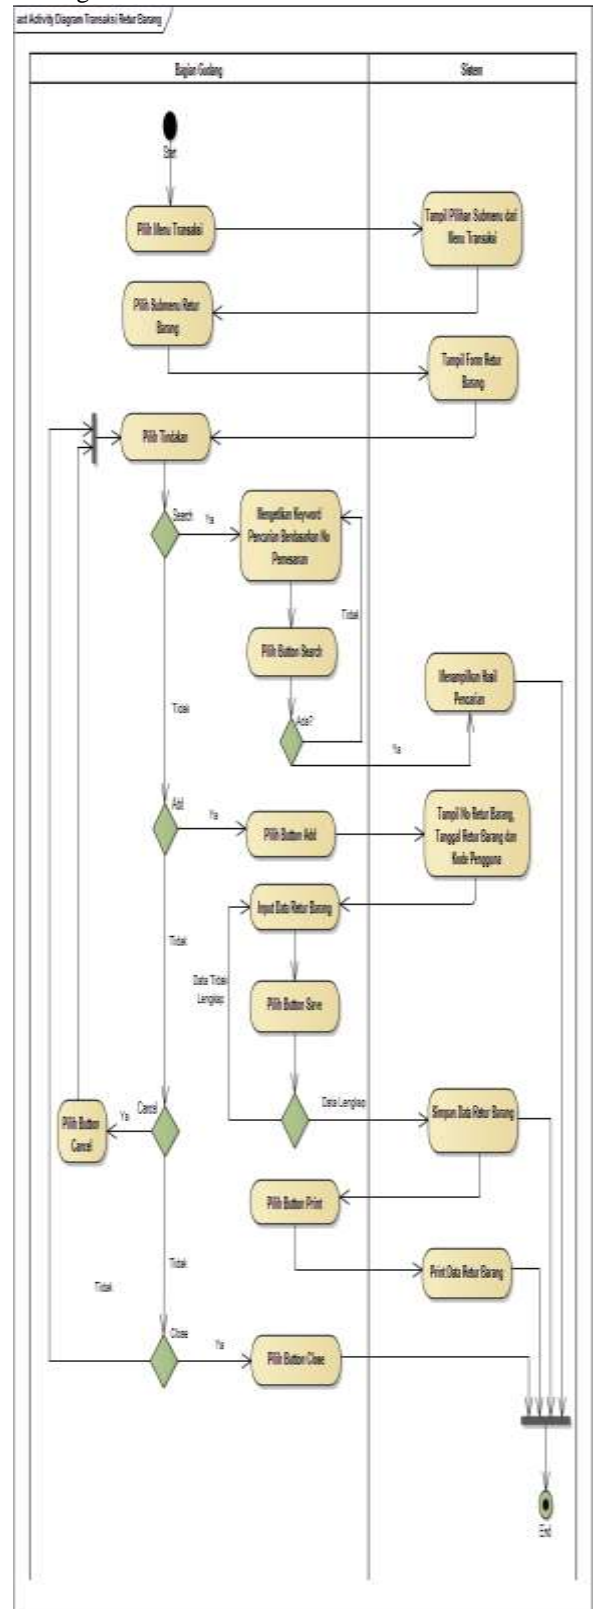 act Activity Diagram Transaksi Retur Barang
Bagian Gudang
Sistem
Start
Pilih Menu Transaksi
Tampil Pilihan Submenu dari
Menu Transaksi
Pilih Submenu Retur
Barang
Tampil Form Retur
Barang
Pilih Tindakan
Search
Ya
Mengetikan Keyword
Pencarian Berdasarkan No
Pemesanan
Tidak
Pilih Button Search
Menampilkan Hasil
Pencarian
Tidak
Ada?
Ya
Add
Ya
Pilih Button Add
Tampil No Retur Barang,
Tanggal Retur Barang dan
Kode Pengguna
Input Data Retur Barang
Tidak
Data Tidak
Lengkap
Pilih Button Save
Cancel
Ya
Pilih Button
Cancel
Data Lengkap
Simpan Data Retur Barang
Pilih Button Print
Tidak
Print Data Retur Barang
Tidak
Close
Ya
Pilih Button Close
End